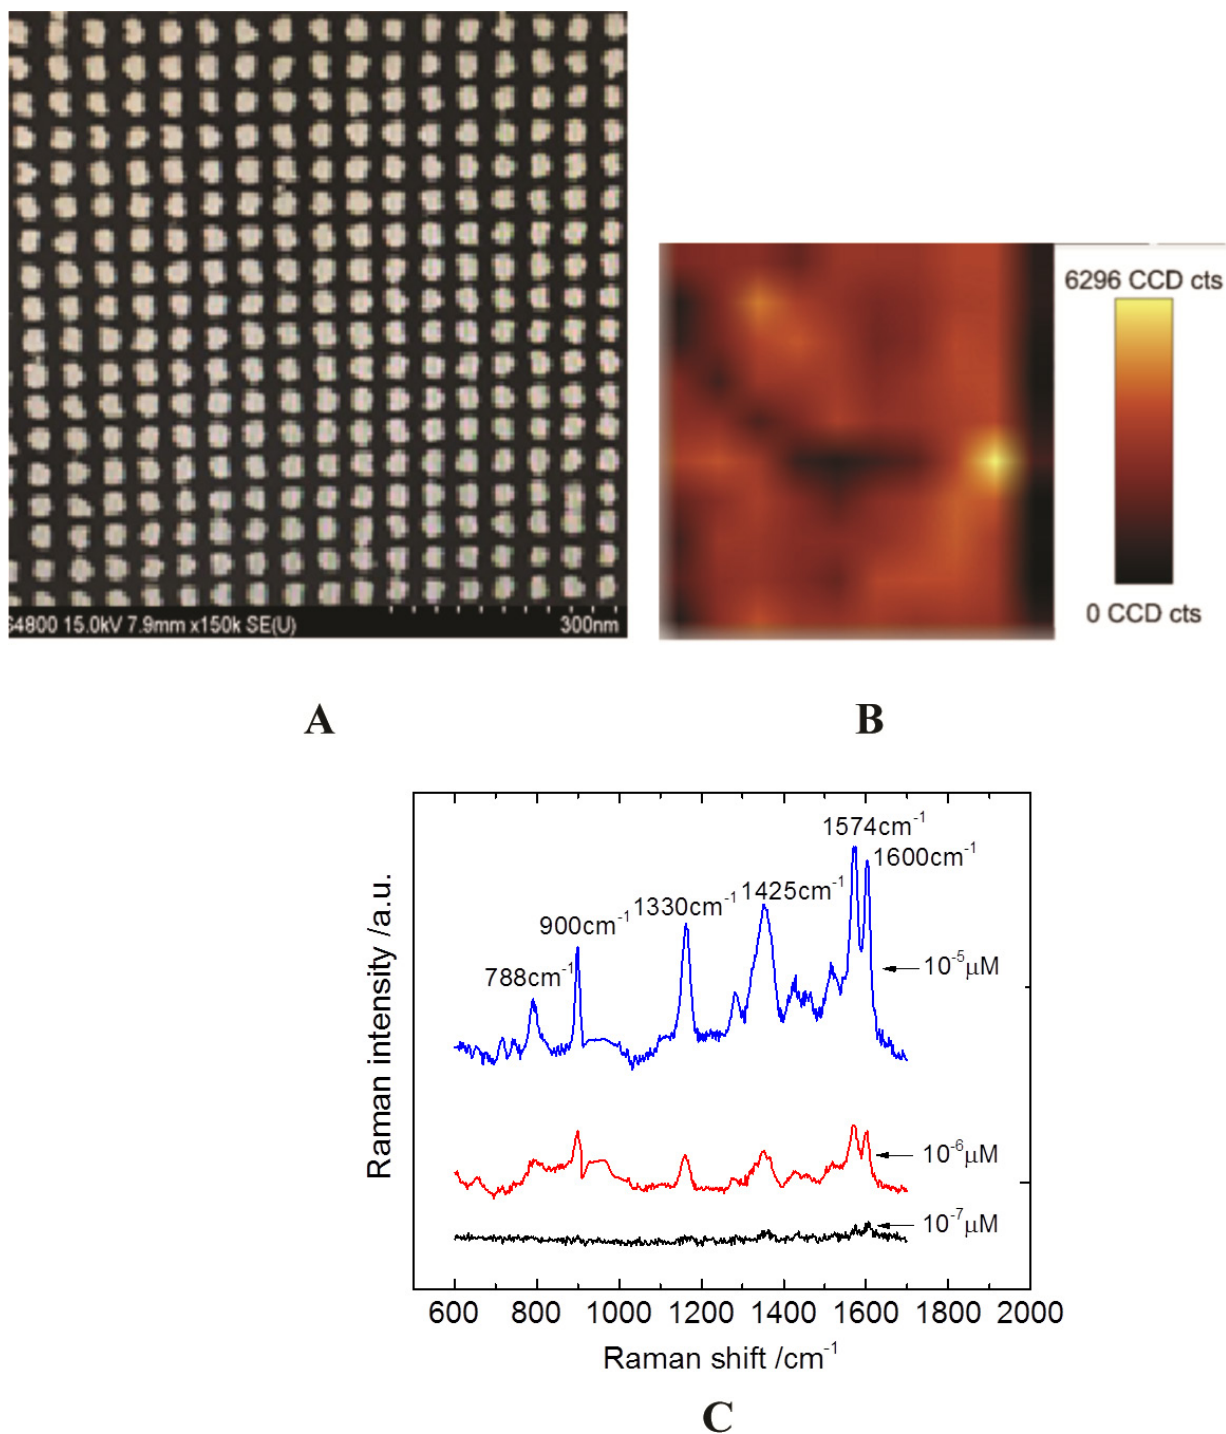 S4800 15.0kV 7.9mm x150k SE(U) 300nm
6296 CCD cts
0 CCD cts
A
B
1574cm⁻¹
1600cm⁻¹
1425cm⁻¹
1330cm⁻¹
900cm⁻¹
788cm⁻¹
10⁻⁵μM
10⁻⁶μM
10⁻⁷μM
Raman intensity /a.u.
600 800 1000 1200 1400 1600 1800 2000
Raman shift /cm⁻¹
C